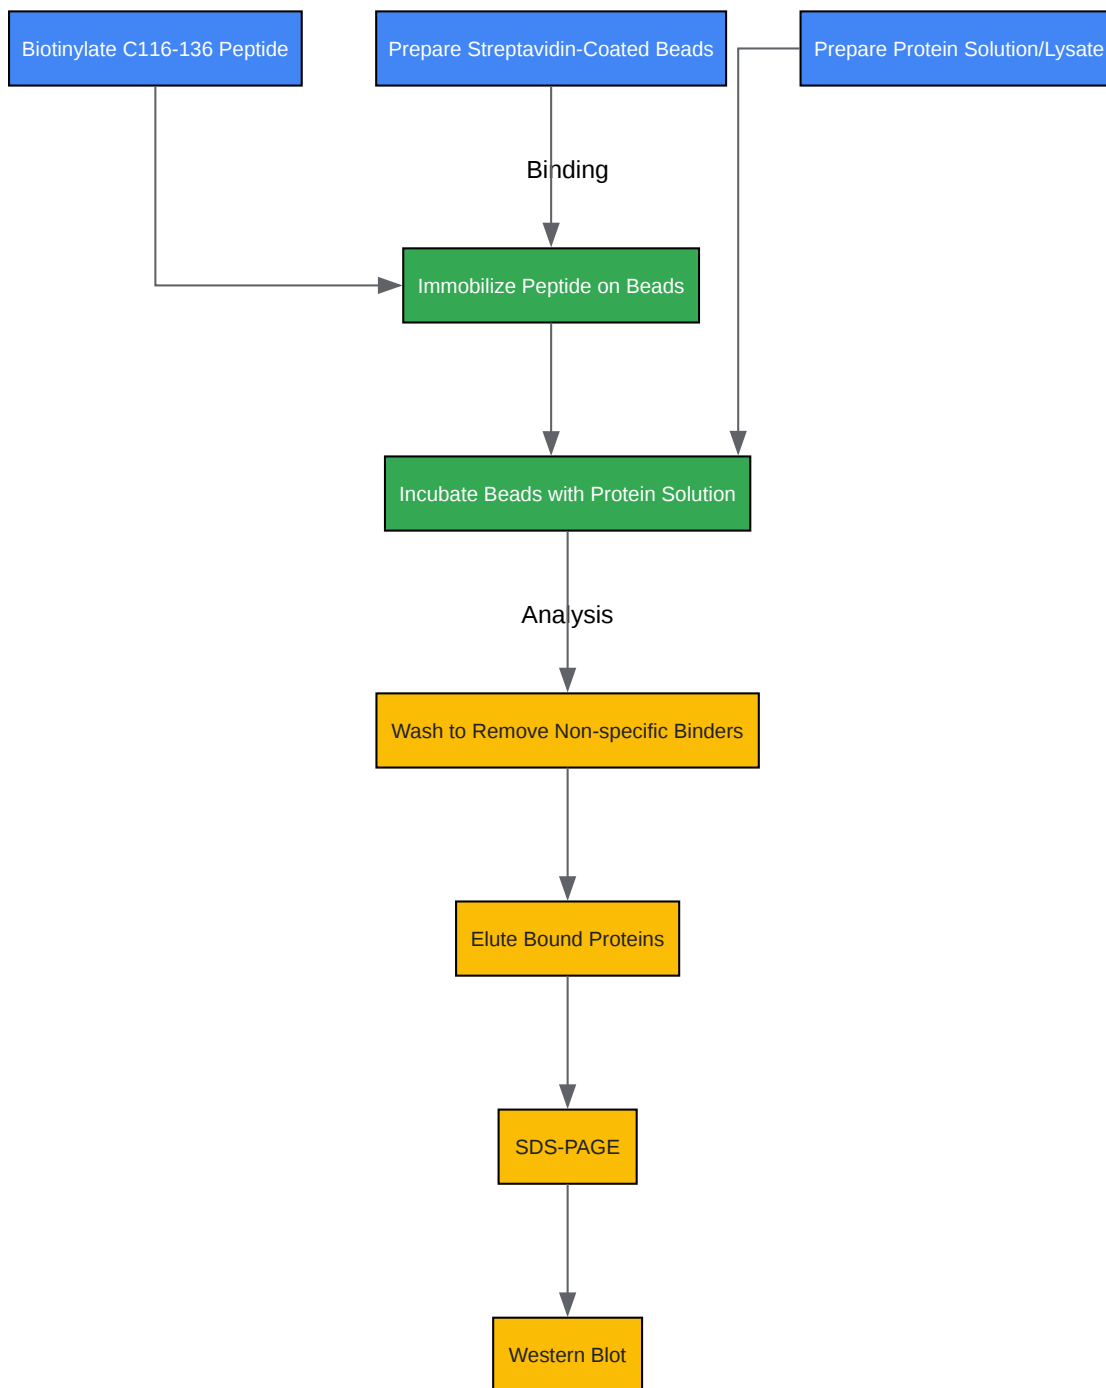 Biotinylate C116-136 Peptide
Prepare Streptavidin-Coated Beads
Prepare Protein Solution/Lysate
Binding
Immobilize Peptide on Beads
Incubate Beads with Protein Solution
Analysis
Wash to Remove Non-specific Binders
Elute Bound Proteins
SDS-PAGE
Western Blot